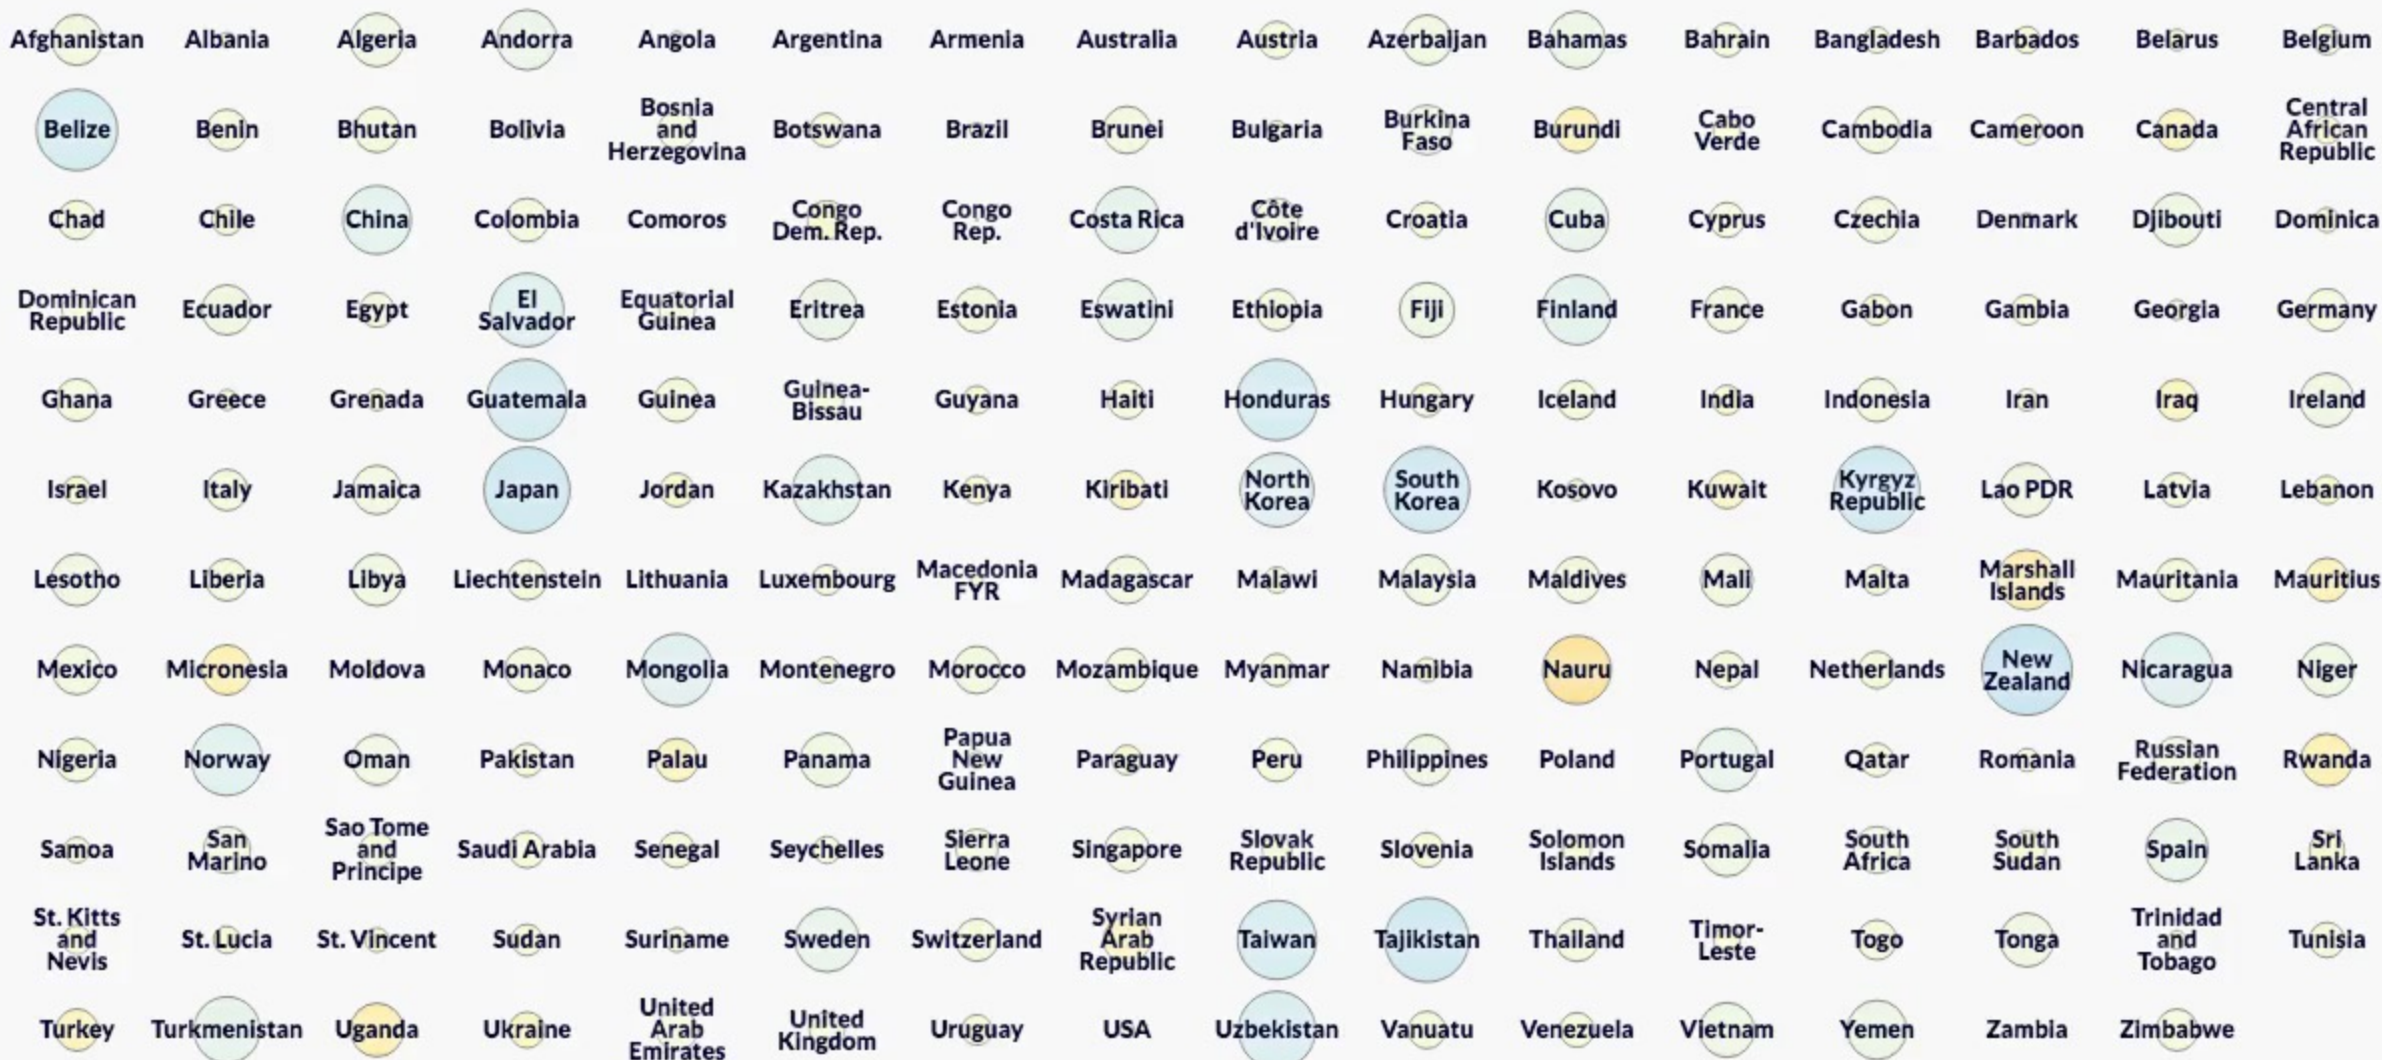 Afghanistan Albania Algeria Andorra Angola Argentina Armenia Australia Austria Azerbaijan Bahamas Bahrain Bangladesh Barbados Belarus Belgium
Belize Benin Bhutan Bolivia Bosnia and Herzegovina Botswana Brazil Brunei Bulgaria Burkina Faso Burundi Cabo Verde Cambodia Cameroon Canada Central African Republic
Chad Chile China Colombia Comoros Congo Dem. Rep. Congo Rep. Costa Rica Côte d'Ivoire Croatia Cuba Cyprus Czechia Denmark Djibouti Dominica
Dominican Republic Ecuador Egypt El Salvador Equatorial Guinea Eritrea Estonia Eswatini Ethiopia Fiji Finland France Gabon Gambia Georgia Germany
Ghana Greece Grenada Guatemala Guinea Guinea-Bissau Guyana Haiti Honduras Hungary Iceland India Indonesia Iran Iraq Ireland
Israel Italy Jamaica Japan Jordan Kazakhstan Kenya Kiribati North Korea South Korea Kosovo Kuwait Kyrgyz Republic Lao PDR Latvia Lebanon
Lesotho Liberia Libya Liechtenstein Lithuania Luxembourg Macedonia FYR Madagascar Malawi Malaysia Maldives Mali Malta Marshall Islands Mauritania Mauritius
Mexico Micronesia Moldova Monaco Mongolia Montenegro Morocco Mozambique Myanmar Namibia Nauru Nepal Netherlands New Zealand Nicaragua Niger
Nigeria Norway Oman Pakistan Palau Panama Papua New Guinea Paraguay Peru Philippines Poland Portugal Qatar Romania Russian Federation Rwanda
Samoa San Marino Sao Tome and Principe Saudi Arabia Senegal Seychelles Sierra Leone Singapore Slovak Republic Slovenia Solomon Islands Somalia South Africa South Sudan Spain Sri Lanka
St. Kitts and Nevis St. Lucia St. Vincent Sudan Suriname Sweden Switzerland Syrian Arab Republic Taiwan Tajikistan Thailand Timor-Leste Togo Tonga Trinidad and Tobago Tunisia
Turkey Turkmenistan Uganda Ukraine United Arab Emirates United Kingdom Uruguay USA Uzbekistan Vanuatu Venezuela Vietnam Yemen Zambia Zimbabwe